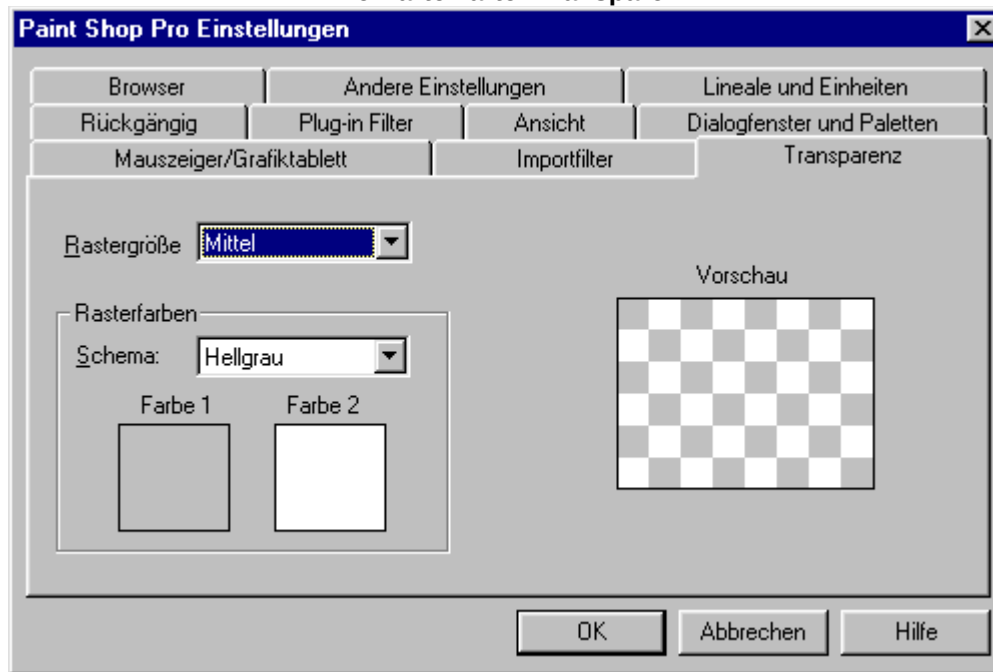 Paint Shop Pro Einstellungen
Browser Andere Einstellungen Lineale und Einheiten
Rückgängig Plug-in Filter Ansicht Dialogfenster und Paletten
Mauszeiger/Grafiktablett Importfilter Transparenz
Rastergröße Mittel
Vorschau
Rasterfarben
Schema: Hellgrau
Farbe 1 Farbe 2
OK Abbrechen Hilfe